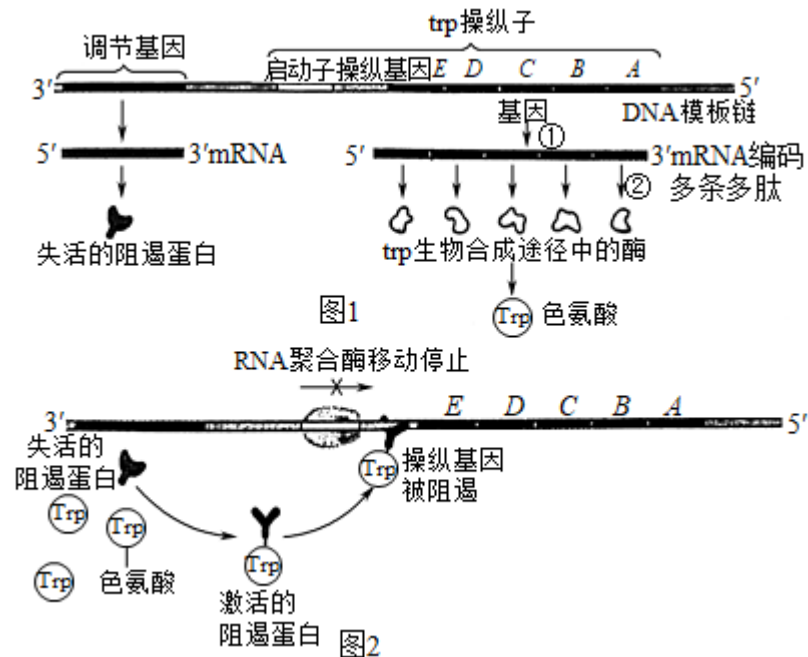 trp操纵子
调节基因
启动子操纵基因 E D C B A
3′ 5′
基因 ① DNA模板链
5′ 3′mRNA 5′ 3′mRNA编码
② 多条多肽
失活的阻遏蛋白 trp生物合成途径中的酶
Trp 色氨酸
图1
RNA聚合酶移动停止
×
E D C B A
3′ 5′
失活的
阻遏蛋白
Trp 操纵基因
被阻遏
Trp Trp
Trp
Trp 色氨酸
激活的
阻遏蛋白
图2